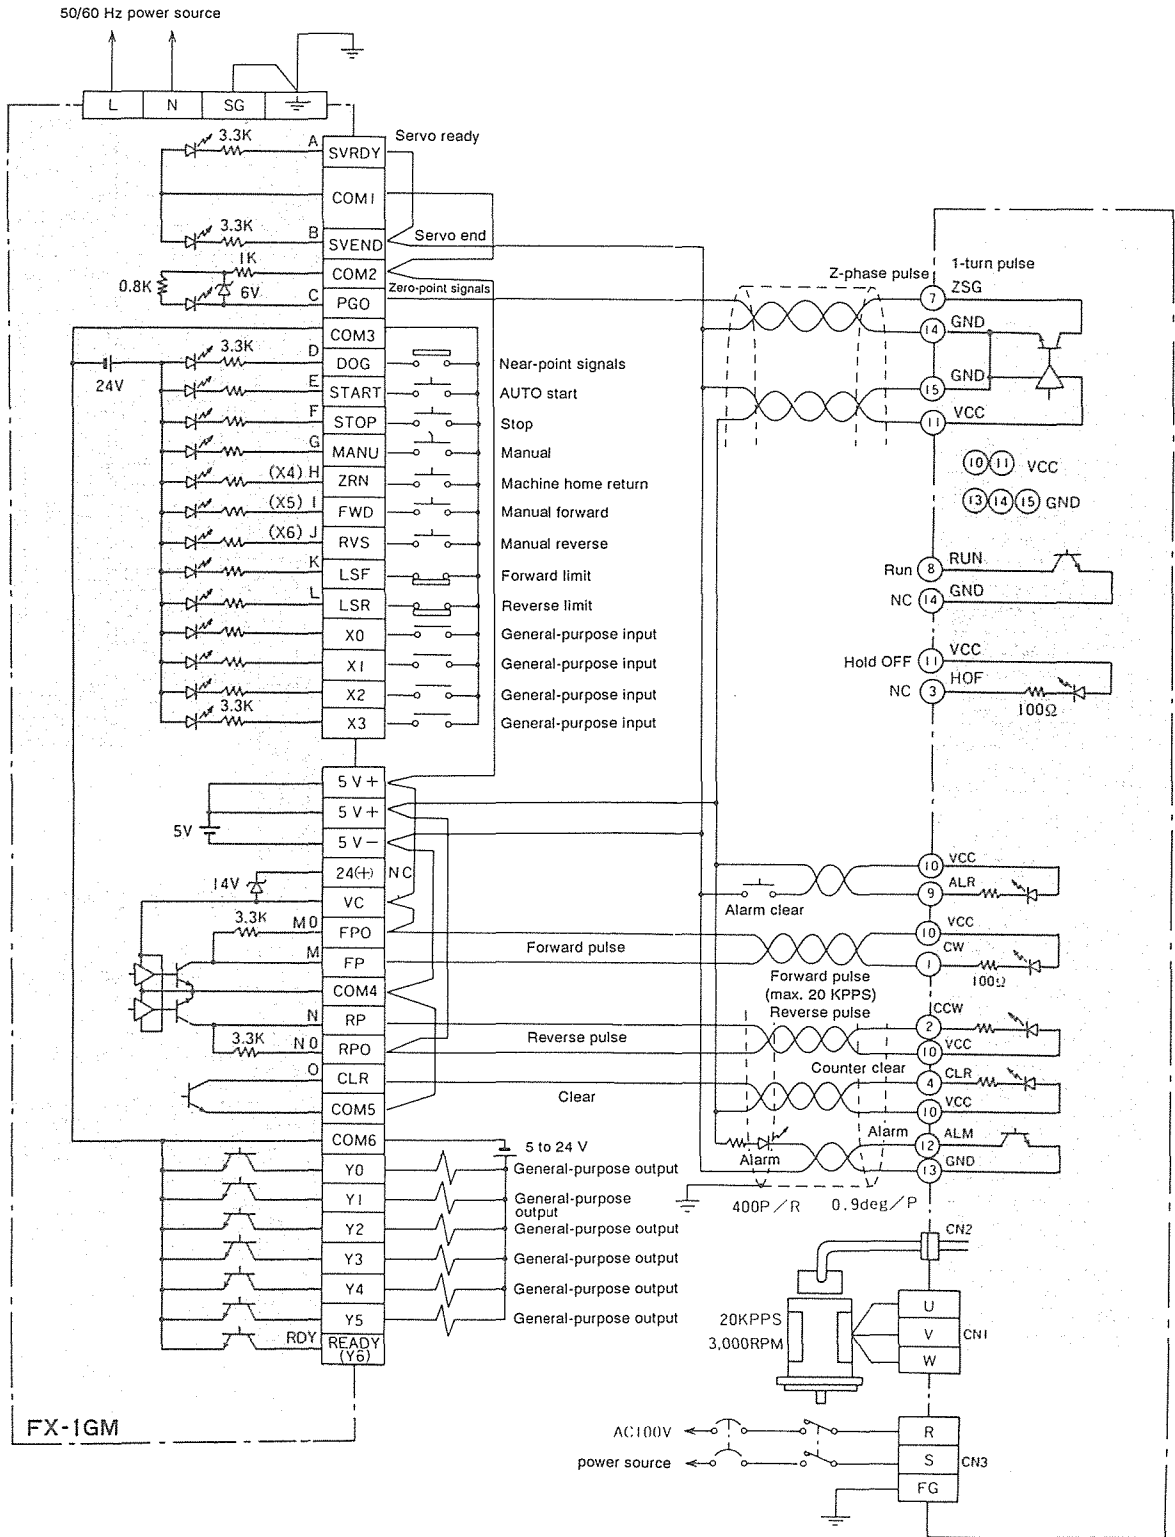 50/60 Hz power source
L N SG
3.3K A SVRDY Servo ready
COM1
3.3K B SVEND Servo end
1K COM2
0.8K 6V C PGO Zero-point signals
COM3
24V 3.3K D DOG Near-point signals
E START AUTO start
F STOP Stop
G MANU Manual
(X4) H ZRN Machine home return
(X5) I FWD Manual forward
(X6) J RVS Manual reverse
K LSF Forward limit
L LSR Reverse limit
X0 General-purpose input
X1 General-purpose input
X2 General-purpose input
3.3K X3 General-purpose input
5V+
5V+
5V
5V−
24(+) NC
14V
VC
3.3K M0 FPO
M FP Forward pulse
COM4
N RP
3.3K N0 RPO Reverse pulse
O CLR Clear
COM5
COM6 5 to 24 V
Y0 General-purpose output
Y1 General-purpose
output
Y2 General-purpose output
Y3 General-purpose output
Y4 General-purpose output
Y5 General-purpose output
RDY READY
(Y6)
FX-1GM
Z-phase pulse
1-turn pulse
7 ZSG
14 GND
15 GND
11 VCC
10 11 VCC
13 14 15 GND
Run 8 RUN
NC 14 GND
Hold OFF 11 VCC
NC 3 HOF
100Ω
10 VCC
9 ALR
Alarm clear
10 VCC
1 CW
100Ω
Forward pulse
(max. 20 KPPS)
Reverse pulse
2 CCW
10 VCC
Counter clear 4 CLR
10 VCC
Alarm 12 ALM
Alarm 13 GND
400P/R 0.9deg/P
CN2
20KPPS
3,000RPM
U
V CN1
W
AC100V R
power source S CN3
FG